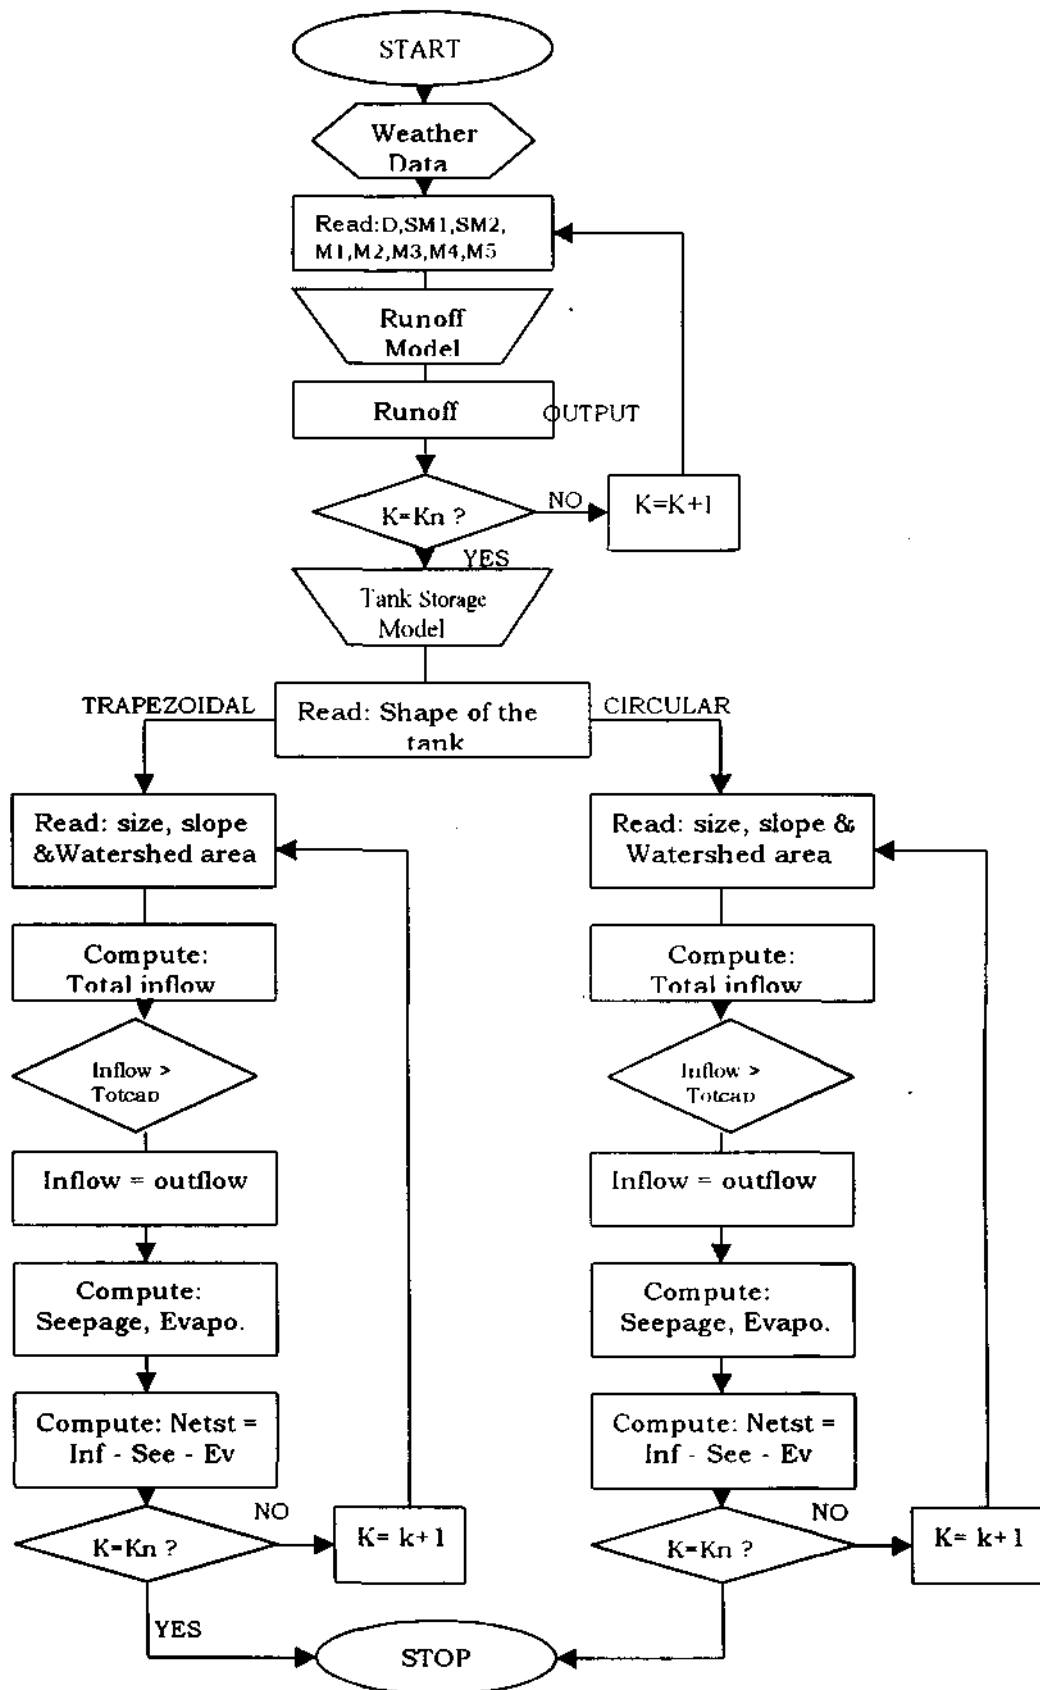 START
Weather
Data
Read:D,SM1,SM2,
M1,M2,M3,M4,M5
Runoff
Model
Runoff
OUTPUT
K=Kn ?
NO
K=K+1
YES
Tank Storage
Model
TRAPEZOIDAL
Read: Shape of the
tank
CIRCULAR
Read: size, slope
&Watershed area
Compute:
Total inflow
Inflow >
Totcap
Inflow = outflow
Compute:
Seepage, Evapo.
Compute: Netst =
Inf - See - Ev
K=Kn ?
NO
K= k+1
YES
Read: size, slope &
Watershed area
Compute:
Total inflow
Inflow >
Totcap
Inflow = outflow
Compute:
Seepage, Evapo.
Compute: Netst =
Inf - See - Ev
K=Kn ?
NO
K= k+1
STOP